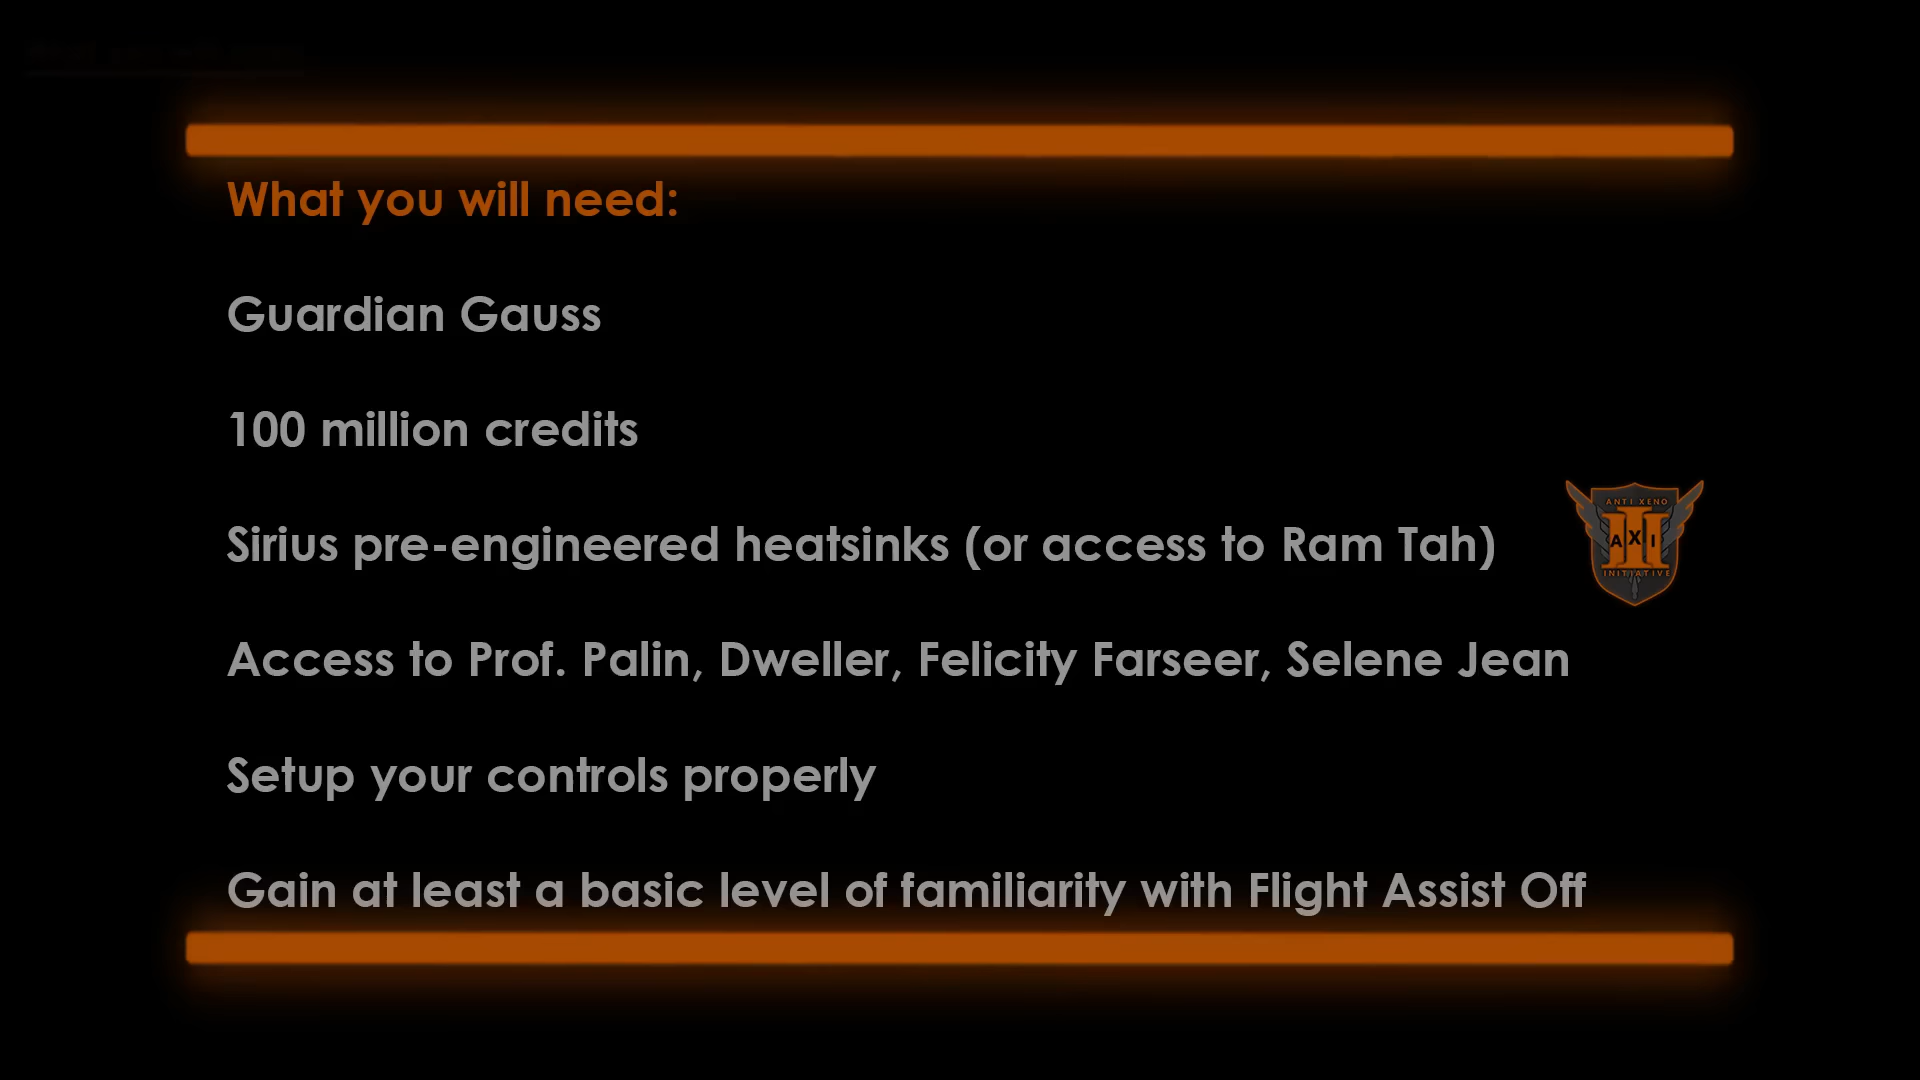 What you will need:
Guardian Gauss
100 million credits
Sirius pre-engineered heatsinks (or access to Ram Tah)
ANTI XENO
AXI
INITIATIVE
Access to Prof. Palin, Dweller, Felicity Farseer, Selene Jean
Setup your controls properly
Gain at least a basic level of familiarity with Flight Assist Off